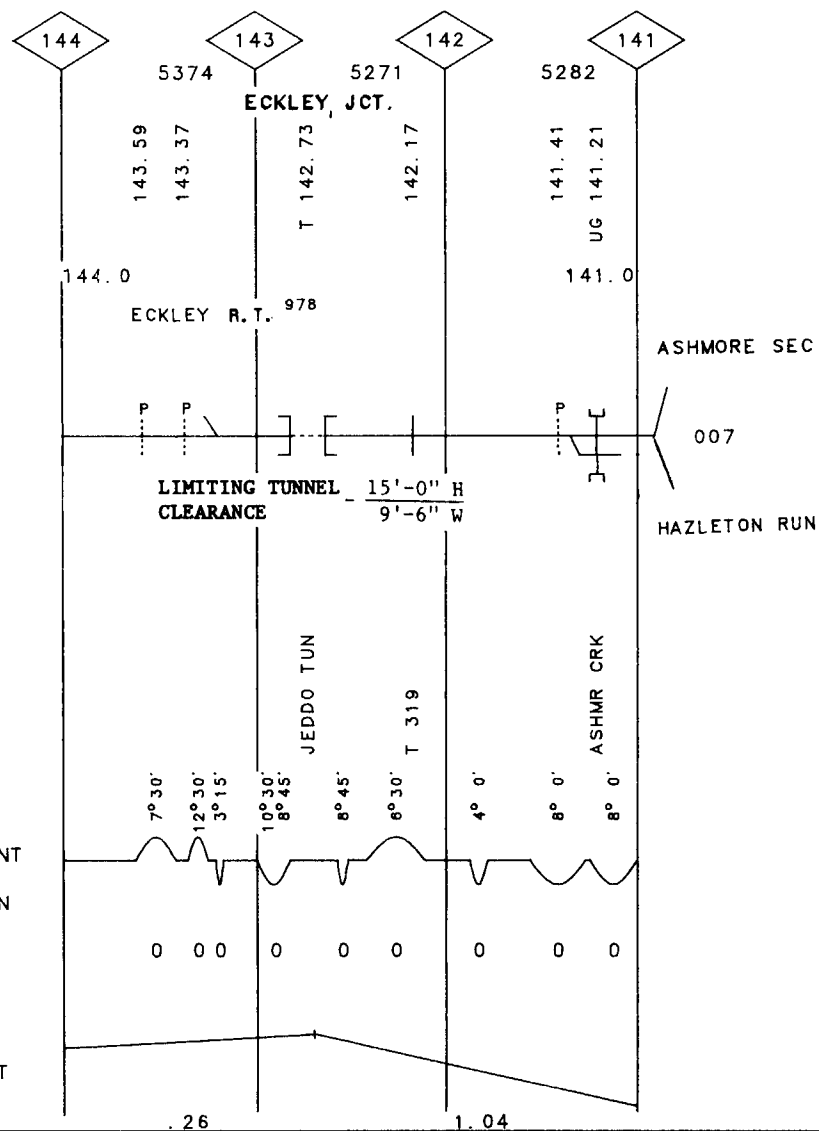 144 143 142 141
5374 5271 5282
ECKLEY, JCT.
143.59
143.37
T 142.73
142.17
141.41
UG 141.21
144.0
141.0
ECKLEY R.T. 978
ASHMORE SEC
P
P
P
007
LIMITING TUNNEL CLEARANCE - 15'-0" H
9'-6" W
HAZLETON RUN
JEDDO TUN
T 319
ASHMR CRK
7°30'
12°30'
3°15'
10°30'
8°45'
8°45'
6°30'
4° 0'
8° 0'
8° 0'
NT
N
0 0 0 0 0 0 0 0 0
T
.26 1.04